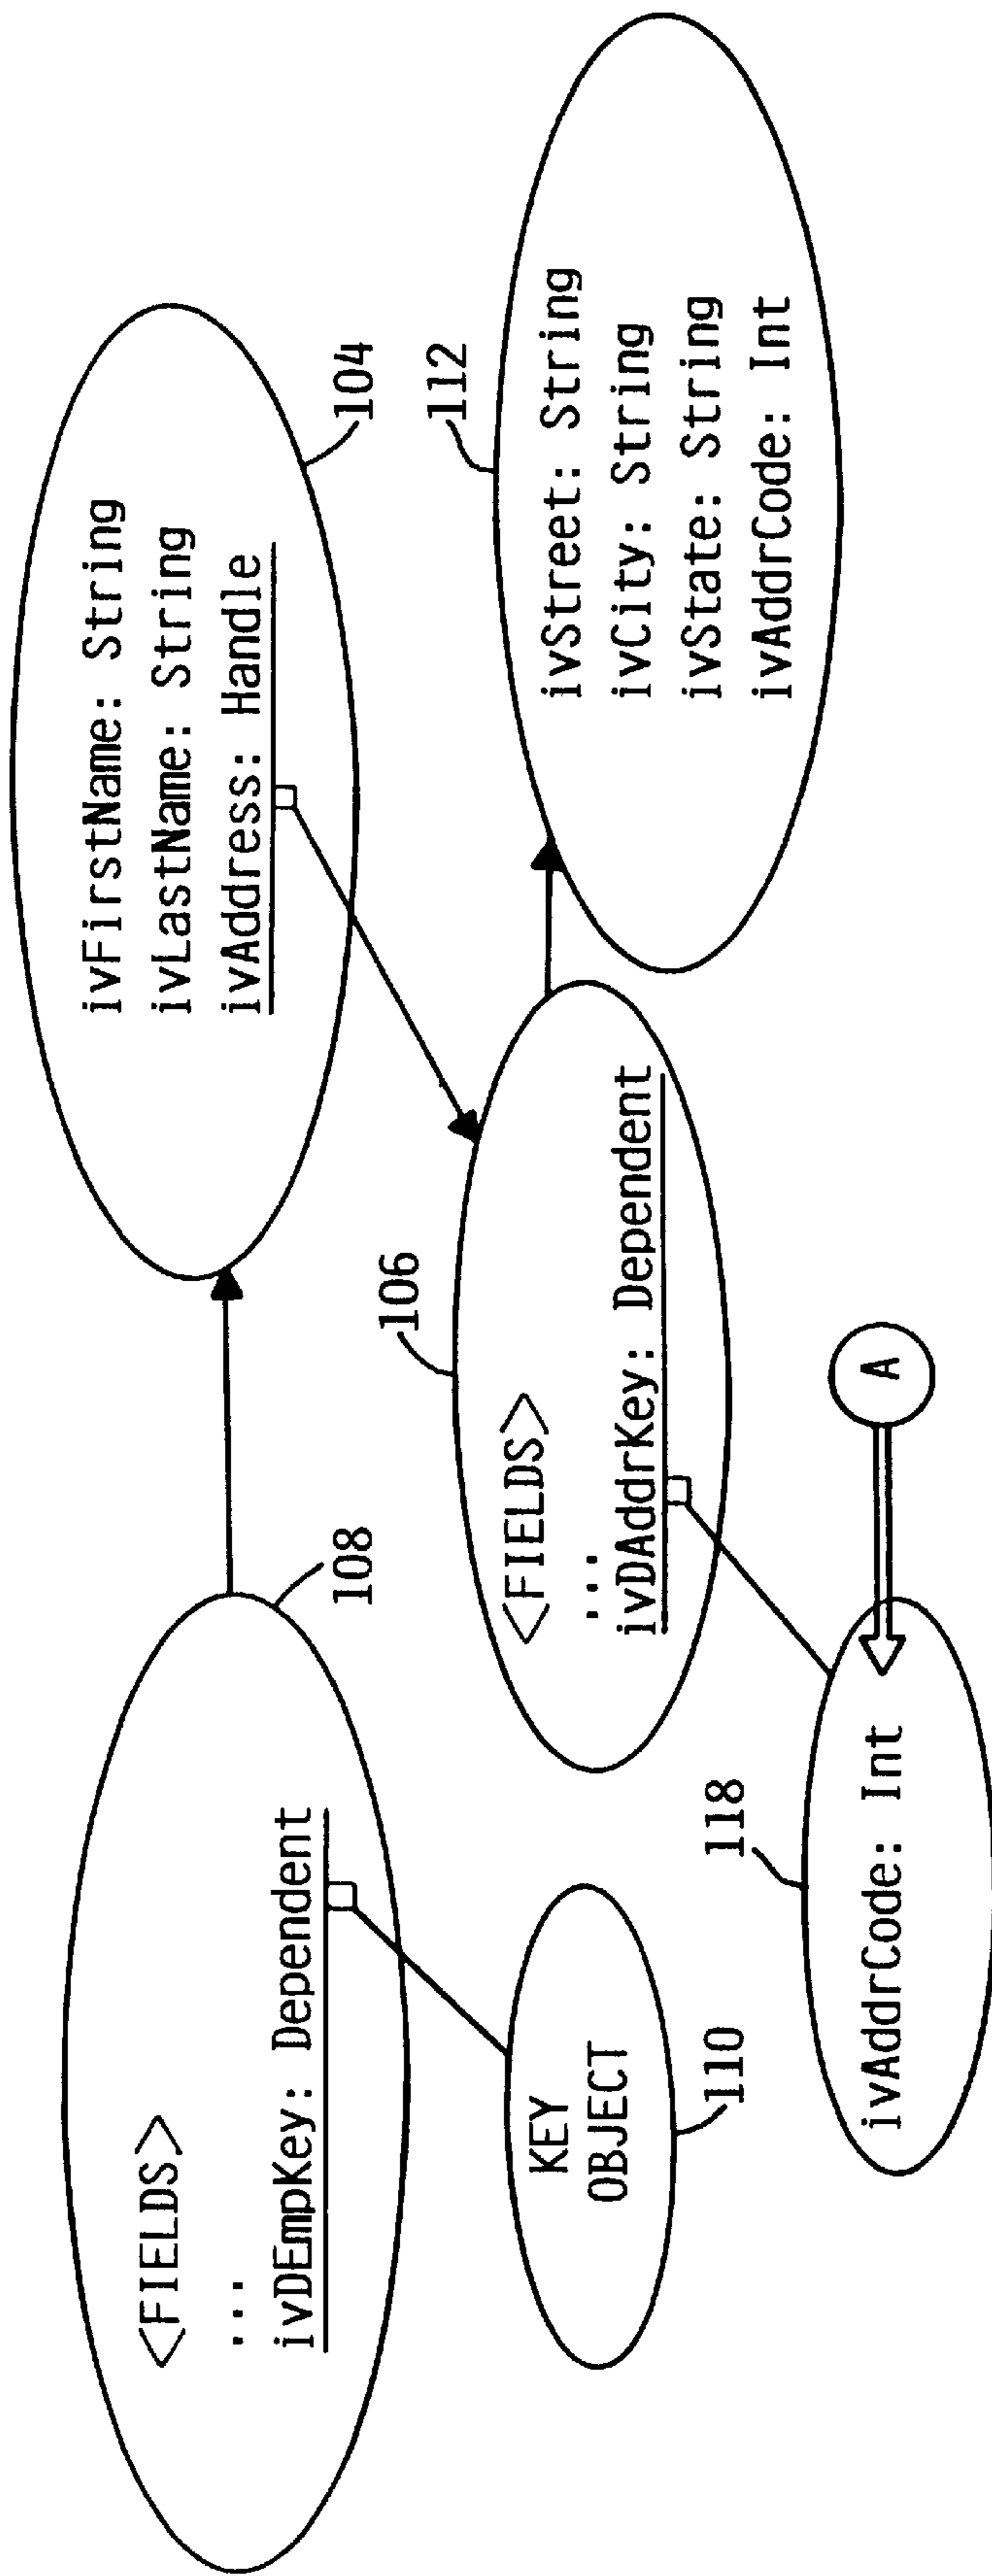 <FIELDS>
...
ivDEmpKey: Dependent
108
ivFirstName: String
ivLastName: String
ivAddress: Handle
104
KEY
OBJECT
110
106
<FIELDS>
...
ivDAddrKey: Dependent
112
ivStreet: String
ivCity: String
ivState: String
ivAddrCode: Int
118
ivAddrCode: Int
A